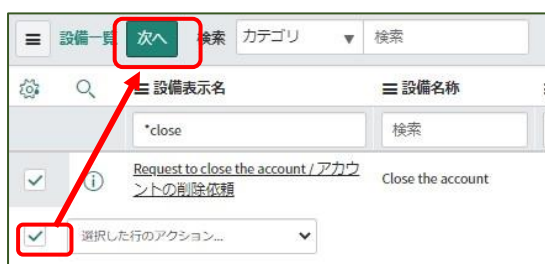 設備一覧 次へ 検索 カテゴリ 検索
設備表示名 設備名称
*close 検索
Request to close the account / アカウ
ントの削除依頼
Close the account
選択した行のアクション...